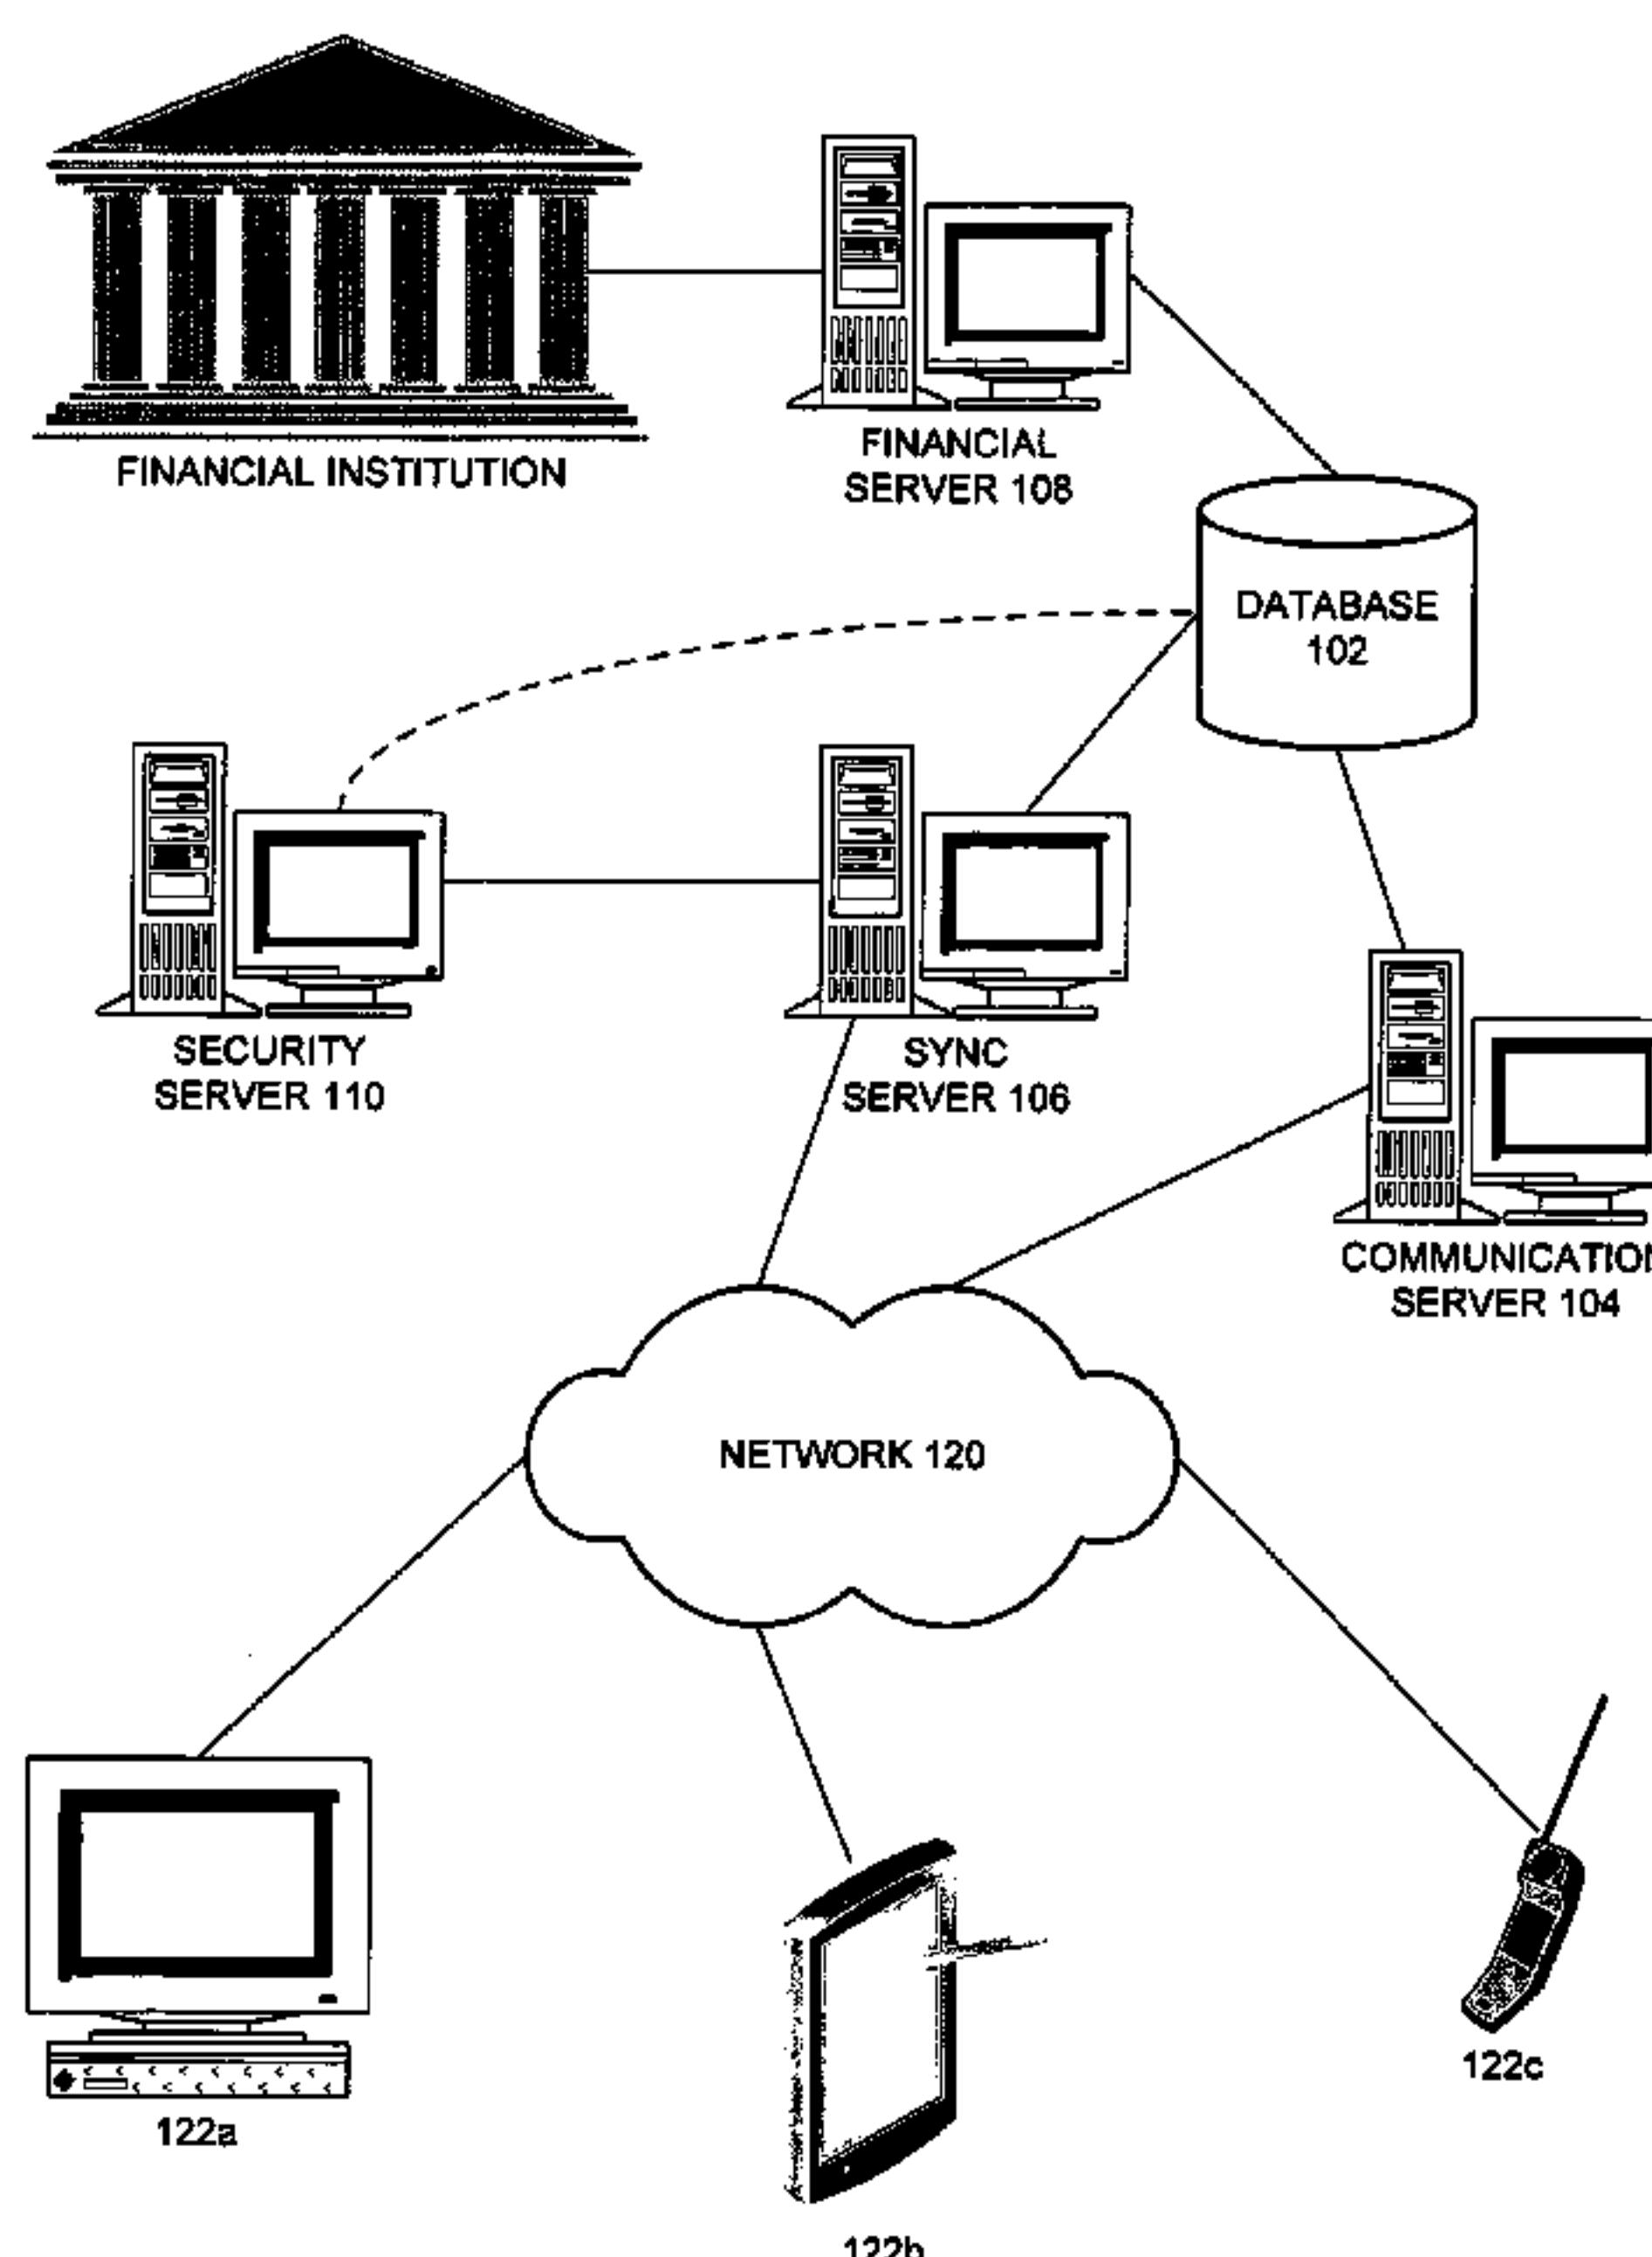 FINANCIAL INSTITUTION
FINANCIAL
SERVER 108
DATABASE
102
SECURITY
SERVER 110
SYNC
SERVER 106
COMMUNICATION
SERVER 104
NETWORK 120
122a
122b
122c